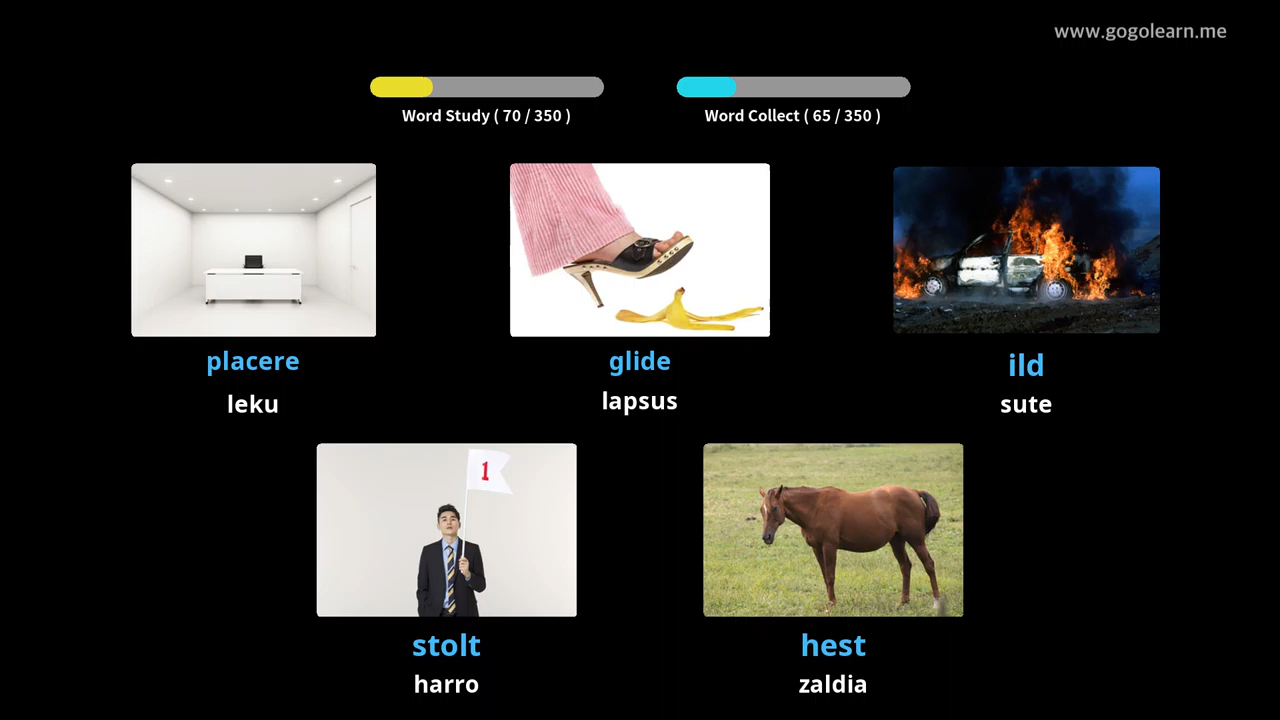 www.gogolearn.me
Word Study ( 70 / 350 )
Word Collect ( 65 / 350 )
placere
leku
glide
lapsus
ild
sute
1
stolt
harro
hest
zaldia